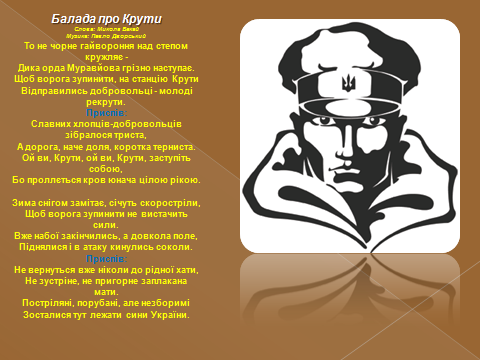 Балада про Крути
Слова: Микола Бакай
Музика: Павло Дворський
То не чорне гайвороння над степом
кружляє -
Дика орда Муравйова грізно наступає.
Щоб ворога зупинити, на станцію Крути
Відправились добровольці - молоді
рекрути.
Приспів:
Славних хлопців-добровольців
зібралося триста,
А дорога, наче доля, коротка терниста.
Ой ви, Крути, ой ви, Крути, заступіть
собою,
Бо проллеться кров юнача цілою рікою.
Зима снігом замітає, січуть скоростріли,
Щоб ворога зупинити не вистачить
сили.
Вже набої закінчились, а довкола поле,
Піднялися і в атаку кинулись соколи.
Приспів:
Не вернуться вже ніколи до рідної хати,
Не зустріне, не пригорне заплакана
мати.
Постріляні, порубані, але незборимі
Зосталися тут лежати сини України.